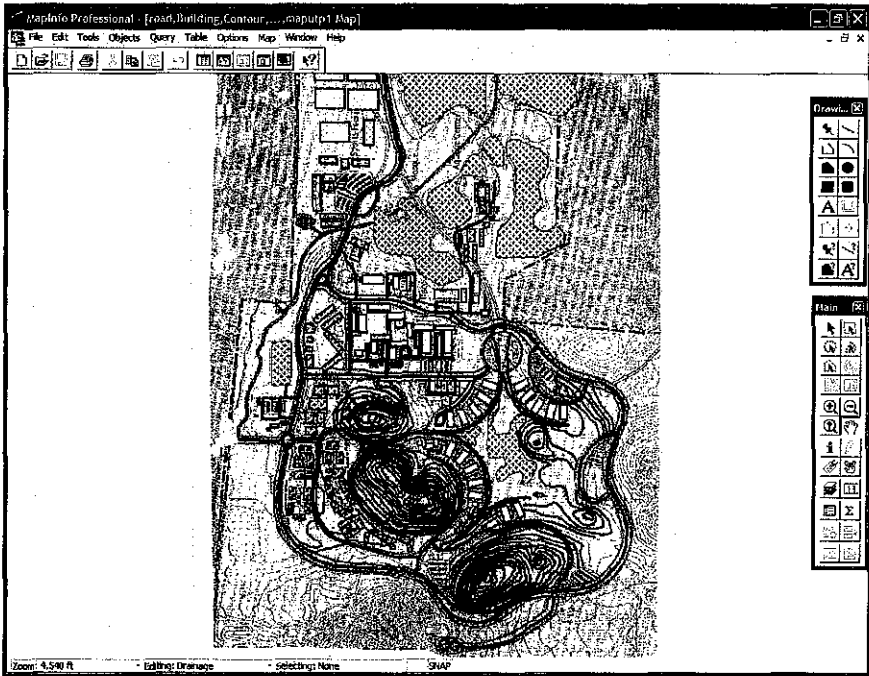 MapInfo Professional - [road,Building,Contour,...,maputp1 Map]
File Edit Tools Objects Query Table Options Map Window Help
Drawi...
Main
Zoom: 4,540 ft Editing: Drainage Selecting: None SNAP